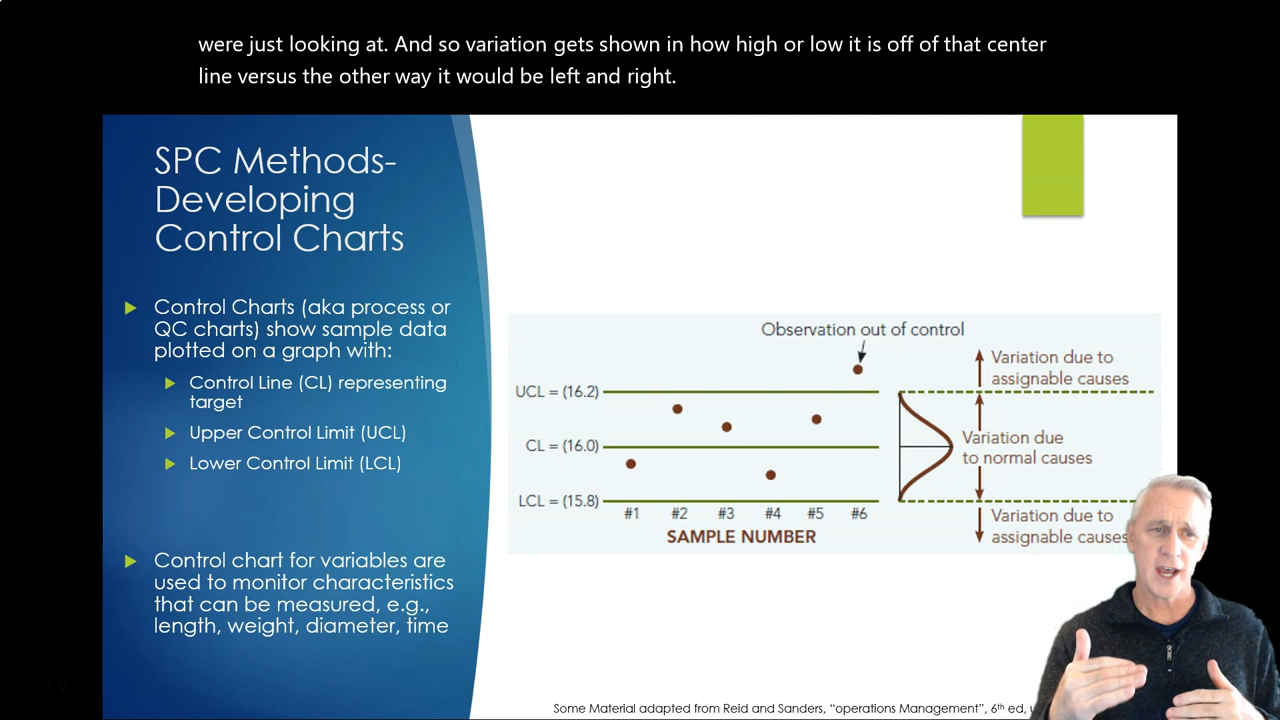 were just looking at. And so variation gets shown in how high or low it is off of that center
line versus the other way it would be left and right.
SPC Methods-
Developing
Control Charts
Control Charts (aka process or
QC charts) show sample data
plotted on a graph with:
Control Line (CL) representing
target
Upper Control Limit (UCL)
Lower Control Limit (LCL)
Control chart for variables are
used to monitor characteristics
that can be measured, e.g.,
length, weight, diameter, time
Observation out of control
UCL = (16.2)
CL = (16.0)
LCL = (15.8)
#1 #2 #3 #4 #5 #6
SAMPLE NUMBER
Variation due to
assignable causes
Variation due
to normal causes
Variation due to
assignable causes
Some Material adapted from Reid and Sanders, “operations Management”, 6th ed,